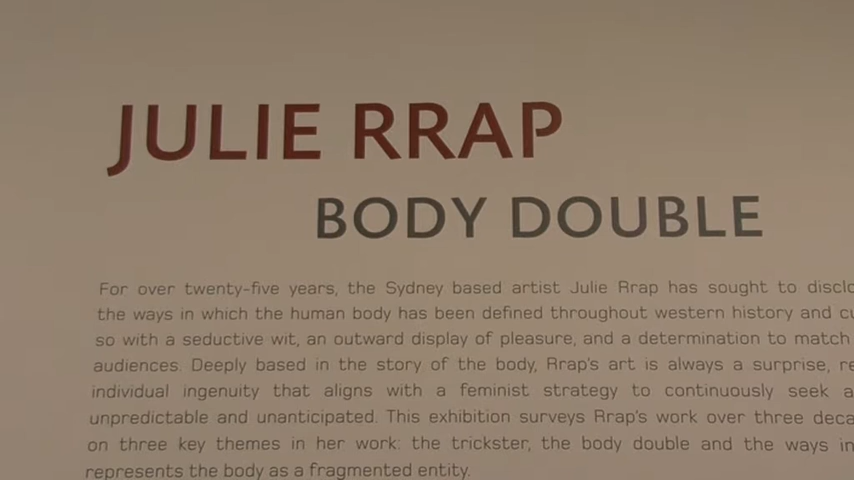 JULIE RRAP
BODY DOUBLE
For over twenty-five years, the Sydney based artist Julie Rrap has sought to
the ways in which the human body has been defined throughout western history and
so with a seductive wit, an outward display of pleasure, and a determination to match
audiences. Deeply based in the story of the body, Rrap's art is always a surprise,
individual ingenuity that aligns with a feminist strategy to continuously seek
unpredictable and unanticipated. This exhibition surveys Rrap's work over three
on three key themes in her work: the trickster, the body double and the ways in
represents the body as a fragmented entity.